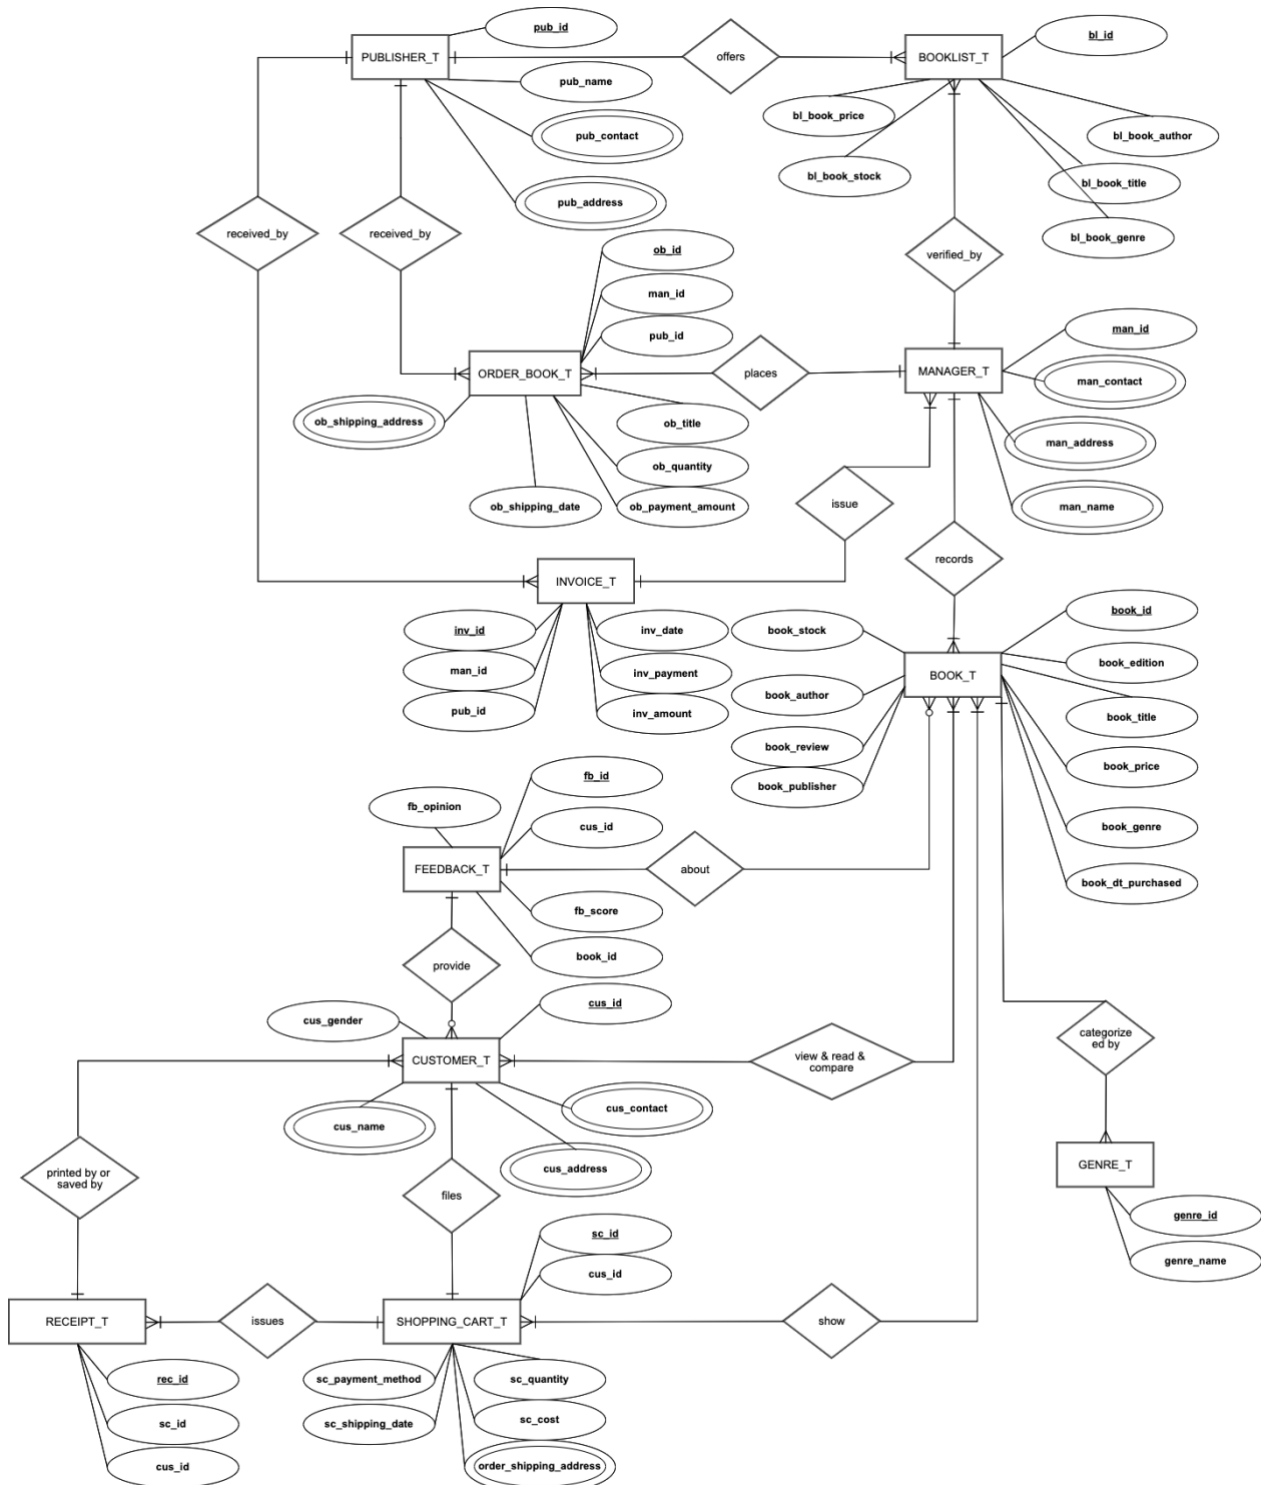 pub_id
PUBLISHER_T
offers
BOOKLIST_T
bl_id
pub_name
bl_book_price
pub_contact
bl_book_author
bl_book_stock
bl_book_title
pub_address
bl_book_genre
received_by
received_by
ob_id
verified_by
man_id
pub_id
man_id
ORDER_BOOK_T
places
MANAGER_T
man_contact
ob_shipping_address
ob_title
man_address
ob_quantity
issue
ob_shipping_date
ob_payment_amount
man_name
records
INVOICE_T
inv_id
inv_date
book_stock
book_id
man_id
inv_payment
book_edition
BOOK_T
book_author
pub_id
inv_amount
book_title
book_review
book_price
fb_id
book_publisher
fb_opinion
cus_id
book_genre
FEEDBACK_T
about
book_dt_purchased
fb_score
book_id
provide
cus_id
cus_gender
categorize
ed by
CUSTOMER_T
view & read &
compare
cus_contact
cus_name
cus_address
GENRE_T
printed by or
saved by
files
genre_id
sc_id
genre_name
cus_id
RECEIPT_T
issues
SHOPPING_CART_T
show
rec_id
sc_payment_method
sc_quantity
sc_id
sc_shipping_date
sc_cost
cus_id
order_shipping_address